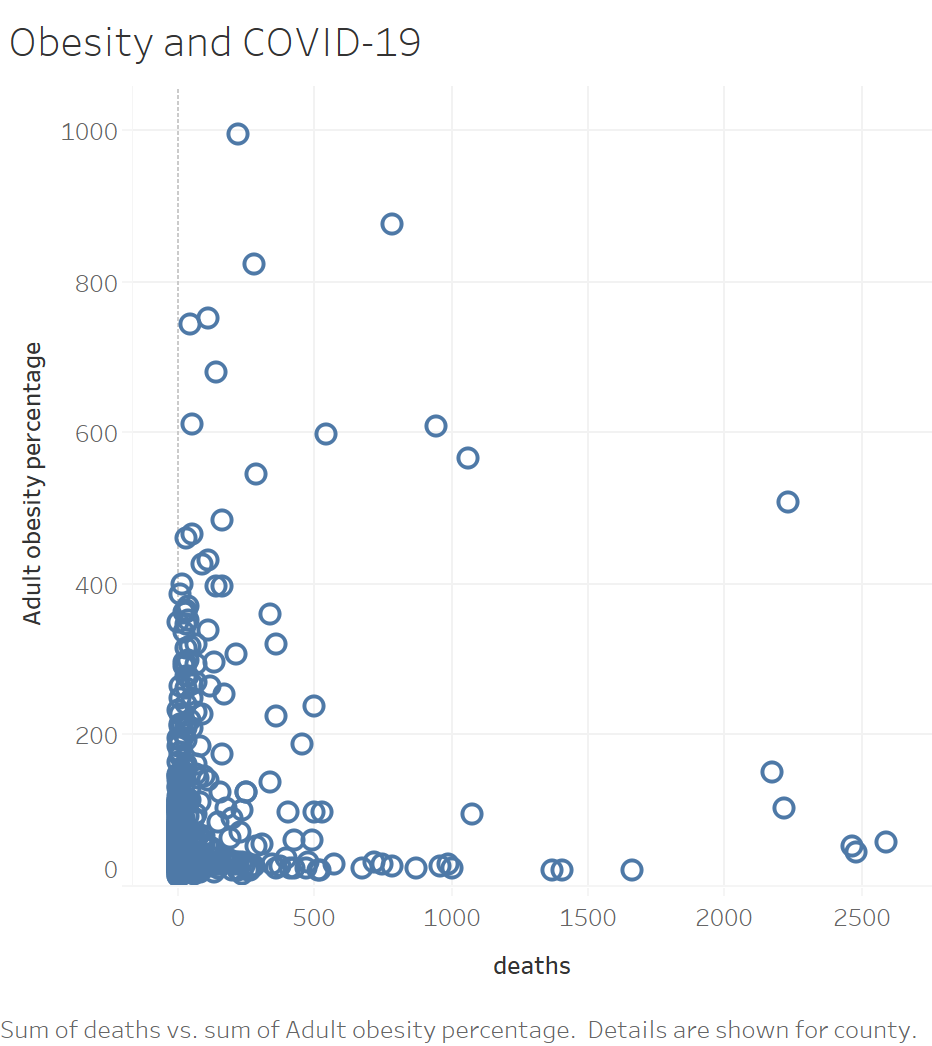 Obesity and COVID-19
1000
800
600
400
200
0
Adult obesity percentage
0 500 1000 1500 2000 2500
deaths
Sum of deaths vs. sum of Adult obesity percentage. Details are shown for county.